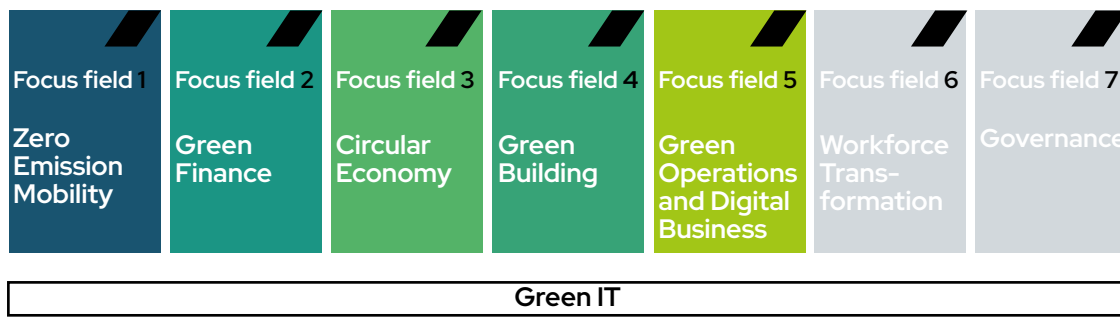 Focus field 1
Zero
Emission
Mobility
Focus field 2
Green
Finance
Focus field 3
Circular
Economy
Focus field 4
Green
Building
Focus field 5
Green
Operations
and Digital
Business
Focus field 6
Workforce
Trans-
formation
Focus field 7
Governance
Green IT